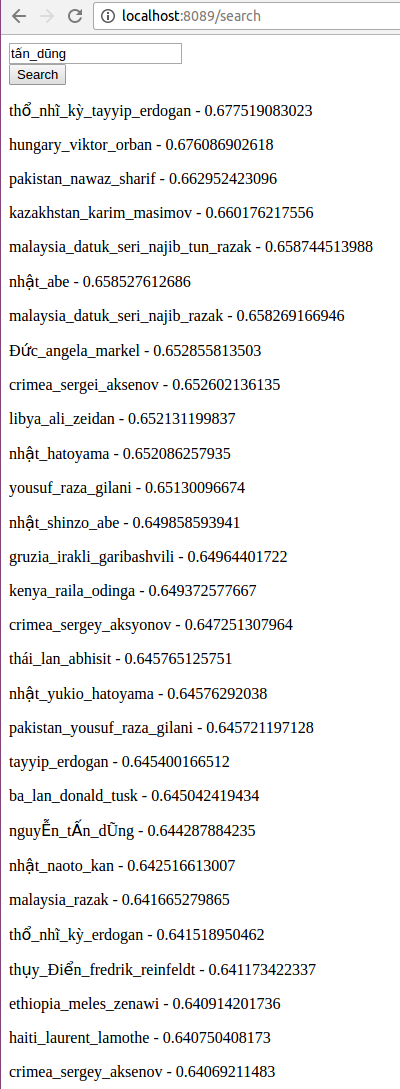 localhost:8089/search
tấn_dũng
Search
thổ_nhĩ_kỳ_tayyip_erdogan - 0.677519083023
hungary_viktor_orban - 0.676086902618
pakistan_nawaz_sharif - 0.662952423096
kazakhstan_karim_masimov - 0.660176217556
malaysia_datuk_seri_najib_tun_razak - 0.658744513988
nhật_abe - 0.658527612686
malaysia_datuk_seri_najib_razak - 0.658269166946
Đức_angela_markel - 0.652855813503
crimea_sergei_aksenov - 0.652602136135
libya_ali_zeidan - 0.652131199837
nhật_hatoyama - 0.652086257935
yousuf_raza_gilani - 0.65130096674
nhật_shinzo_abe - 0.649858593941
gruzia_irakli_garibashvili - 0.64964401722
kenya_raila_odinga - 0.649372577667
crimea_sergey_aksyonov - 0.647251307964
thái_lan_abhisit - 0.645765125751
nhật_yukio_hatoyama - 0.64576292038
pakistan_yousuf_raza_gilani - 0.645721197128
tayyip_erdogan - 0.645400166512
ba_lan_donald_tusk - 0.645042419434
nguyỄn_tẤn_dŨng - 0.644287884235
nhật_naoto_kan - 0.642516613007
malaysia_razak - 0.641665279865
thổ_nhĩ_kỳ_erdogan - 0.641518950462
thụy_Điển_fredrik_reinfeldt - 0.641173422337
ethiopia_meles_zenawi - 0.640914201736
haiti_laurent_lamothe - 0.640750408173
crimea_sergey_aksenov - 0.64069211483